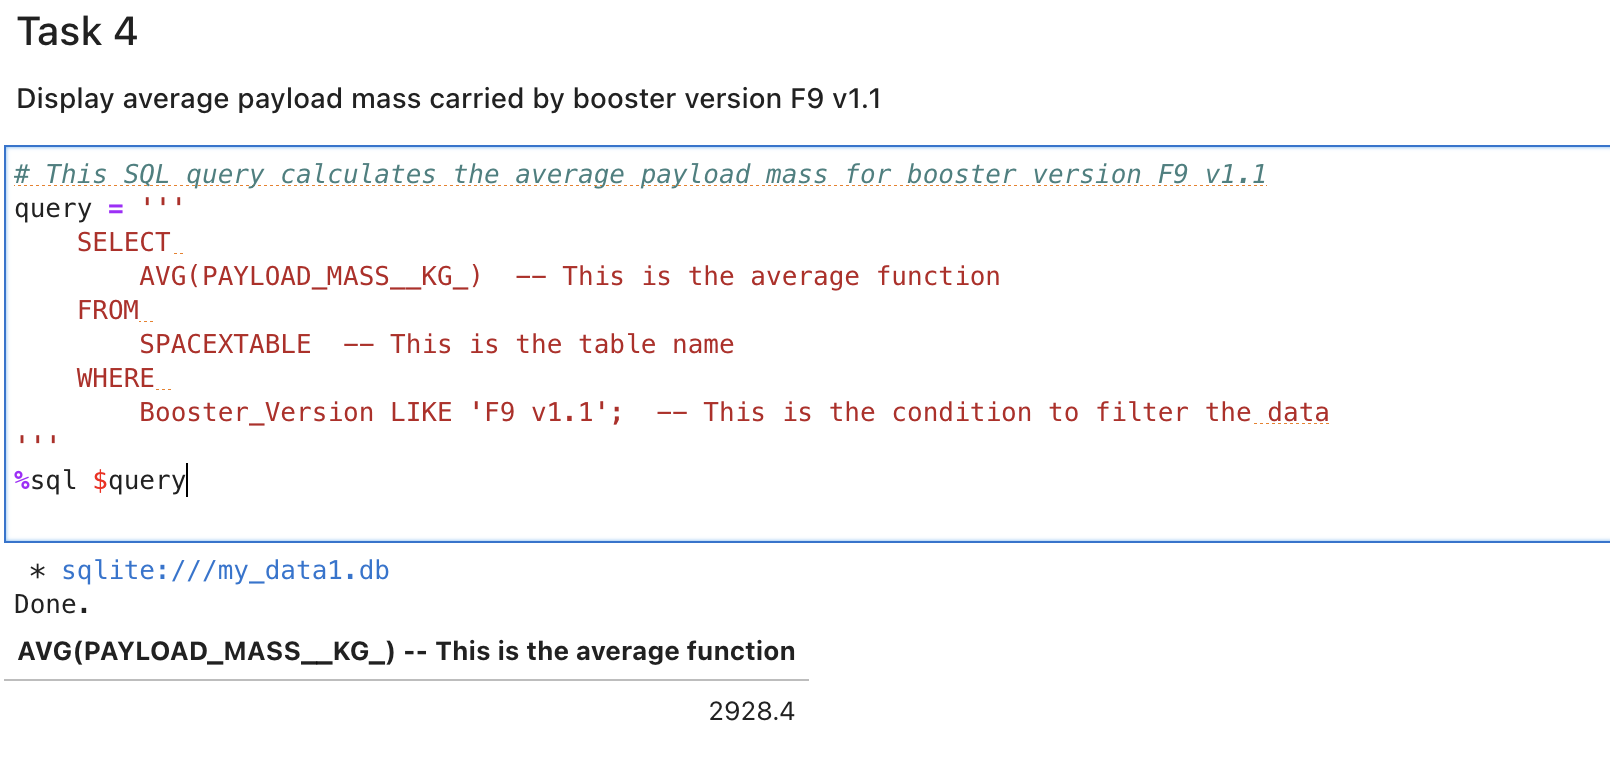 Task 4
Display average payload mass carried by booster version F9 v1.1
# This SQL query calculates the average payload mass for booster version F9 v1.1
query = '''
    SELECT
        AVG(PAYLOAD_MASS__KG_)  -- This is the average function
    FROM
        SPACEXTABLE  -- This is the table name
    WHERE
        Booster_Version LIKE 'F9 v1.1';  -- This is the condition to filter the data
'''
%sql $query
 * sqlite:///my_data1.db
Done.
AVG(PAYLOAD_MASS__KG_) -- This is the average function
2928.4